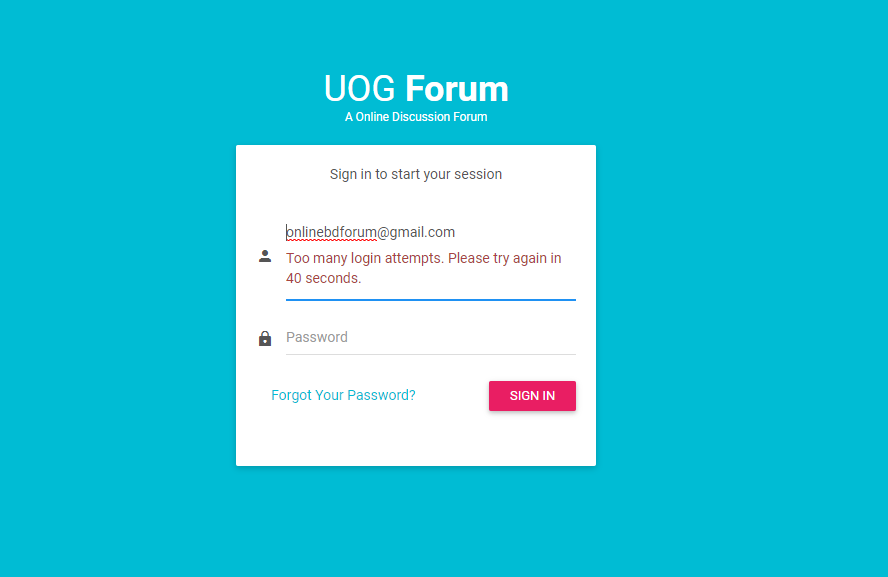 UOG Forum
A Online Discussion Forum
Sign in to start your session
onlinebdforum@gmail.com
Too many login attempts. Please try again in
40 seconds.
Password
Forgot Your Password?
SIGN IN